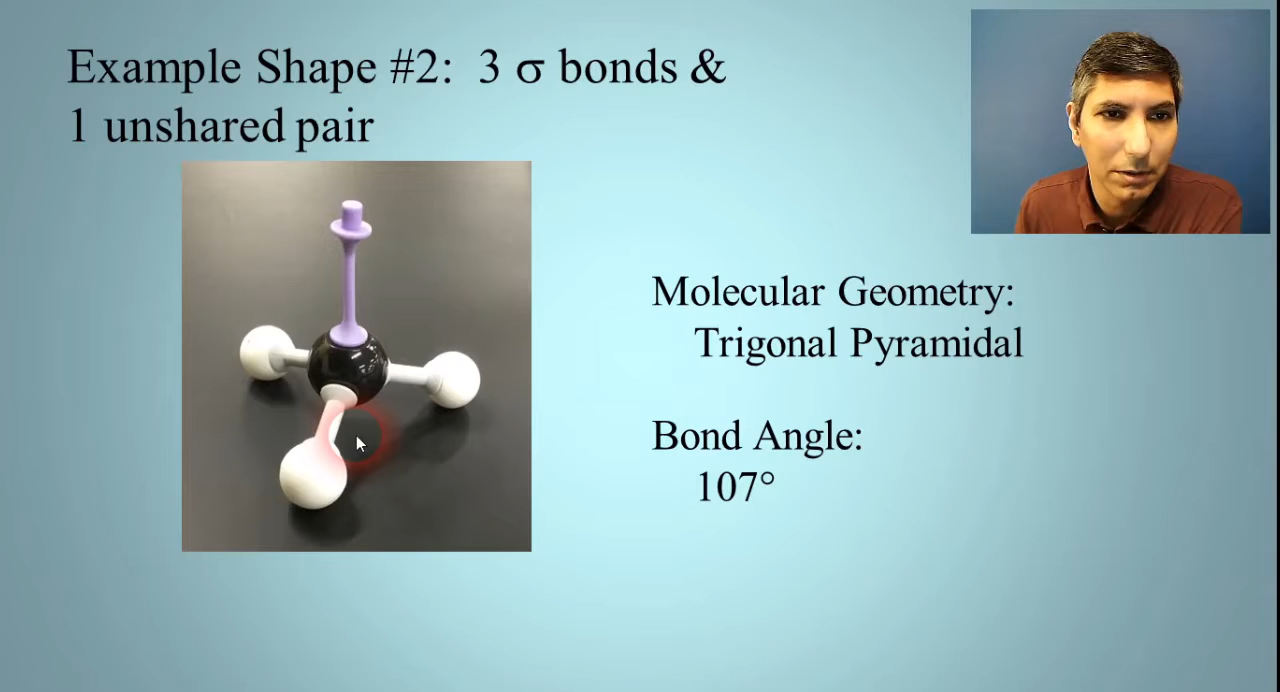 Example Shape #2: 3 σ bonds &
1 unshared pair
Molecular Geometry:
Trigonal Pyramidal
Bond Angle:
107°